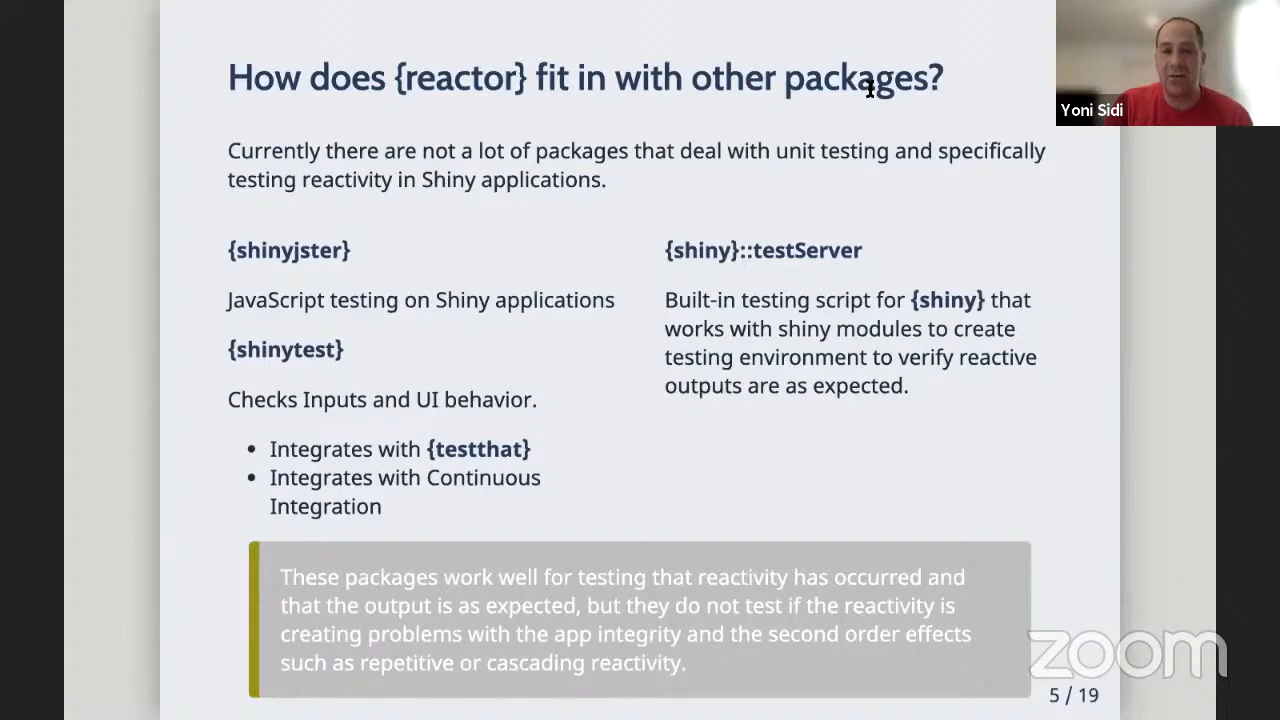 How does {reactor} fit in with other packages?
Yoni Sidi
Currently there are not a lot of packages that deal with unit testing and specifically
testing reactivity in Shiny applications.
{shinyjster}
JavaScript testing on Shiny applications
{shinytest}
Checks Inputs and UI behavior.
• Integrates with {testthat}
• Integrates with Continuous
Integration
{shiny}::testServer
Built-in testing script for {shiny} that
works with shiny modules to create
testing environment to verify reactive
outputs are as expected.
These packages work well for testing that reactivity has occurred and
that the output is as expected, but they do not test if the reactivity is
creating problems with the app integrity and the second order effects
such as repetitive or cascading reactivity.
zoom
5 / 19